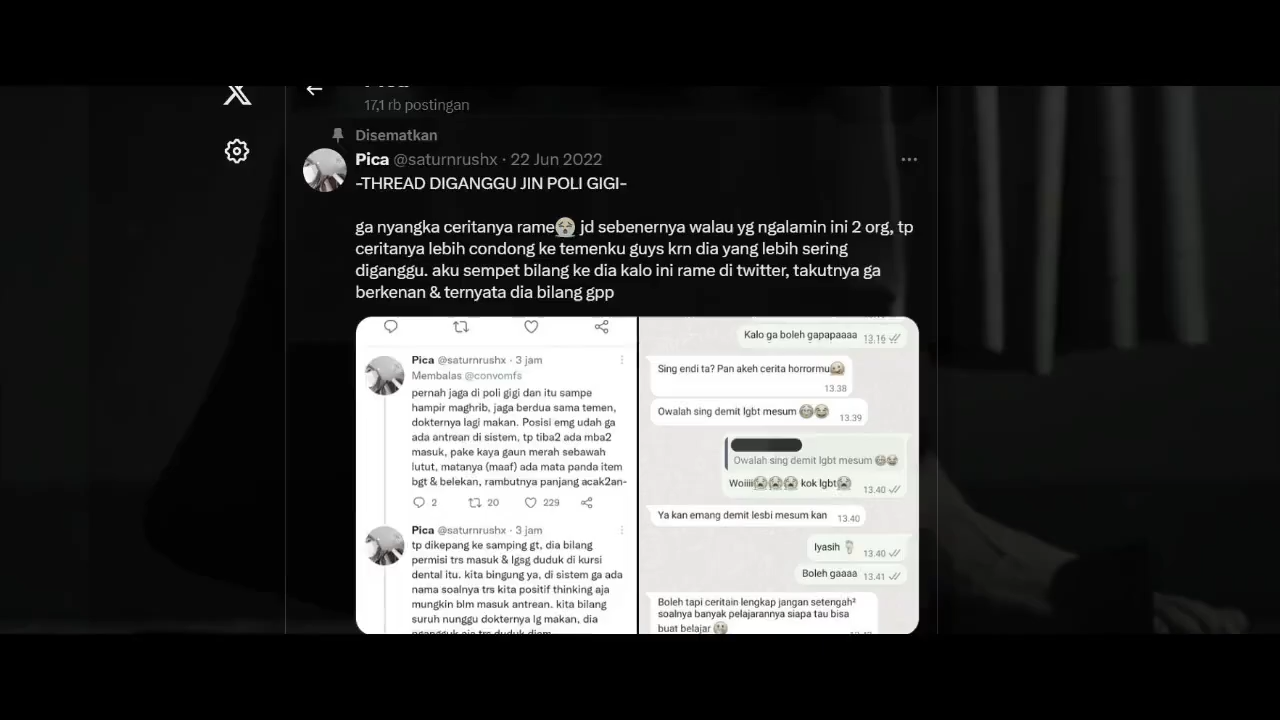 17,1 rb postingan
Disematkan
Pica @saturnrushx · 22 Jun 2022
-THREAD DIGANGGU JIN POLI GIGI-
ga nyangka ceritanya rame😭 jd sebenernya walau yg ngalamin ini 2 org, tp
ceritanya lebih condong ke temenku guys krn dia yang lebih sering
diganggu. aku sempet bilang ke dia kalo ini rame di twitter, takutnya ga
berkenan & ternyata dia bilang gpp
Pica @saturnrushx · 3 jam
Membalas @convomfs
pernah jaga di poli gigi dan itu sampe
hampir maghrib, jaga berdua sama temen,
dokternya lagi makan. Posisi emg udah ga
ada antrean di sistem, tp tiba2 ada mba2
masuk, pake kaya gaun merah sebawah
lutut, matanya (maaf) ada mata panda item
bgt & belekan, rambutnya panjang acak2an-
2 20 229
Pica @saturnrushx · 3 jam
tp dikepang ke samping gt, dia bilang
permisi trs masuk & lgsg duduk di kursi
dental itu. kita bingung ya, di sistem ga ada
nama soalnya trs kita positif thinking aja
mungkin blm masuk antrean. kita bilang
suruh nunggu dokternya lg makan, dia
Kalo ga boleh gapapaaaa 13.16
Sing endi ta? Pan akeh cerita horrormu
13.38
Owalah sing demit lgbt mesum 13.39
Owalah sing demit lgbt mesum
Woiiii😭😭😭 kok lgbt😭 13.40
Ya kan emang demit lesbi mesum kan 13.40
Iyasih 13.40
Boleh gaaaa 13.41
Boleh tapi ceritain lengkap jangan setengah²
soalnya banyak pelajarannya siapa tau bisa
buat belajar